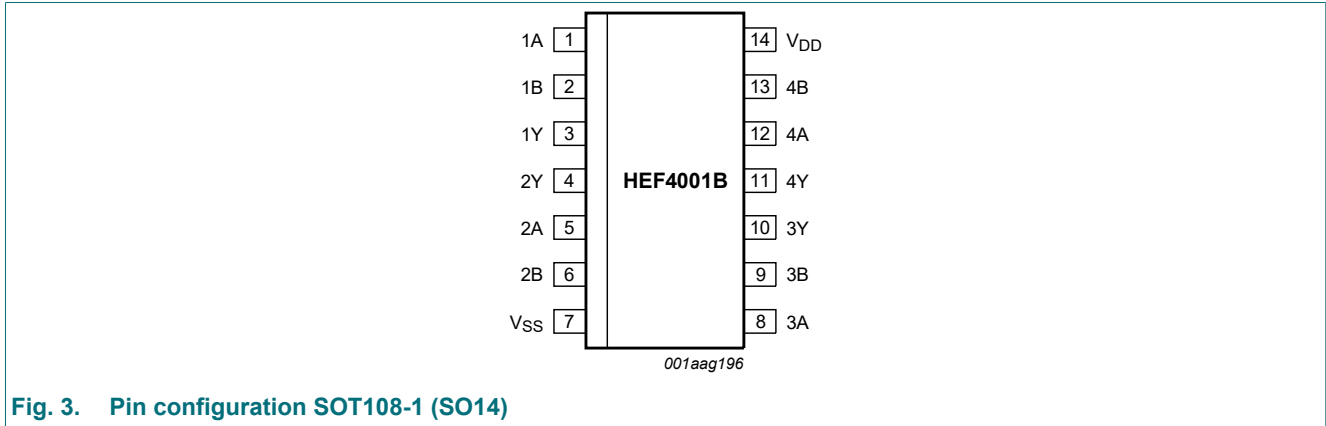 1A 1 14 VDD
1B 2 13 4B
1Y 3 12 4A
2Y 4 HEF4001B 11 4Y
2A 5 10 3Y
2B 6 9 3B
VSS 7 8 3A
001aag196
Fig. 3. Pin configuration SOT108-1 (SO14)